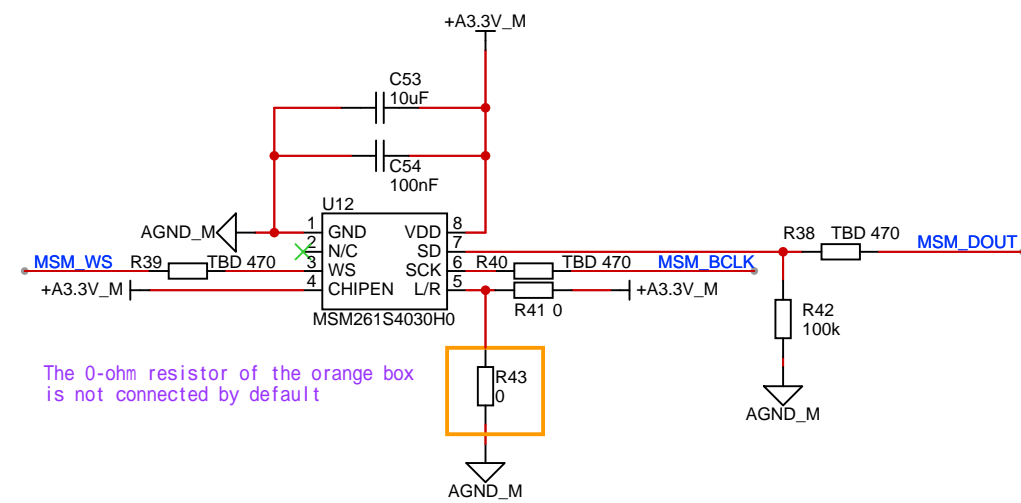 +A3.3V_M
C53
10uF
C54
100nF
U12
AGND_M
1 GND VDD 8
2 N/C SD 7
3 WS SCK 6
4 CHIPEN L/R 5
MSM261S4030H0
MSM_WS
R39 TBD 470
+A3.3V_M
R40 TBD 470
MSM_BCLK
R41 0
+A3.3V_M
R38 TBD 470
MSM_DOUT
R42
100k
AGND_M
The 0-ohm resistor of the orange box
is not connected by default
R43
0
AGND_M